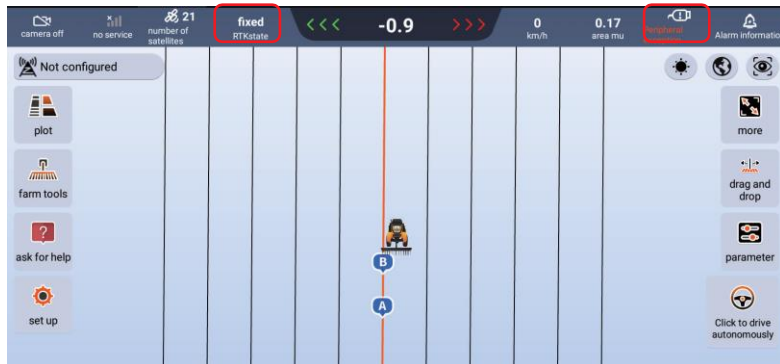 camera off
no service
21
number of
satellites
fixed
RTKstate
<<<
-0.9
>>>
0
km/h
0.17
area mu
Peripheral
Alarm informatio
Not configured
plot
farm tools
?
ask for help
set up
more
drag and
drop
parameter
Click to drive
autonomously
B
A